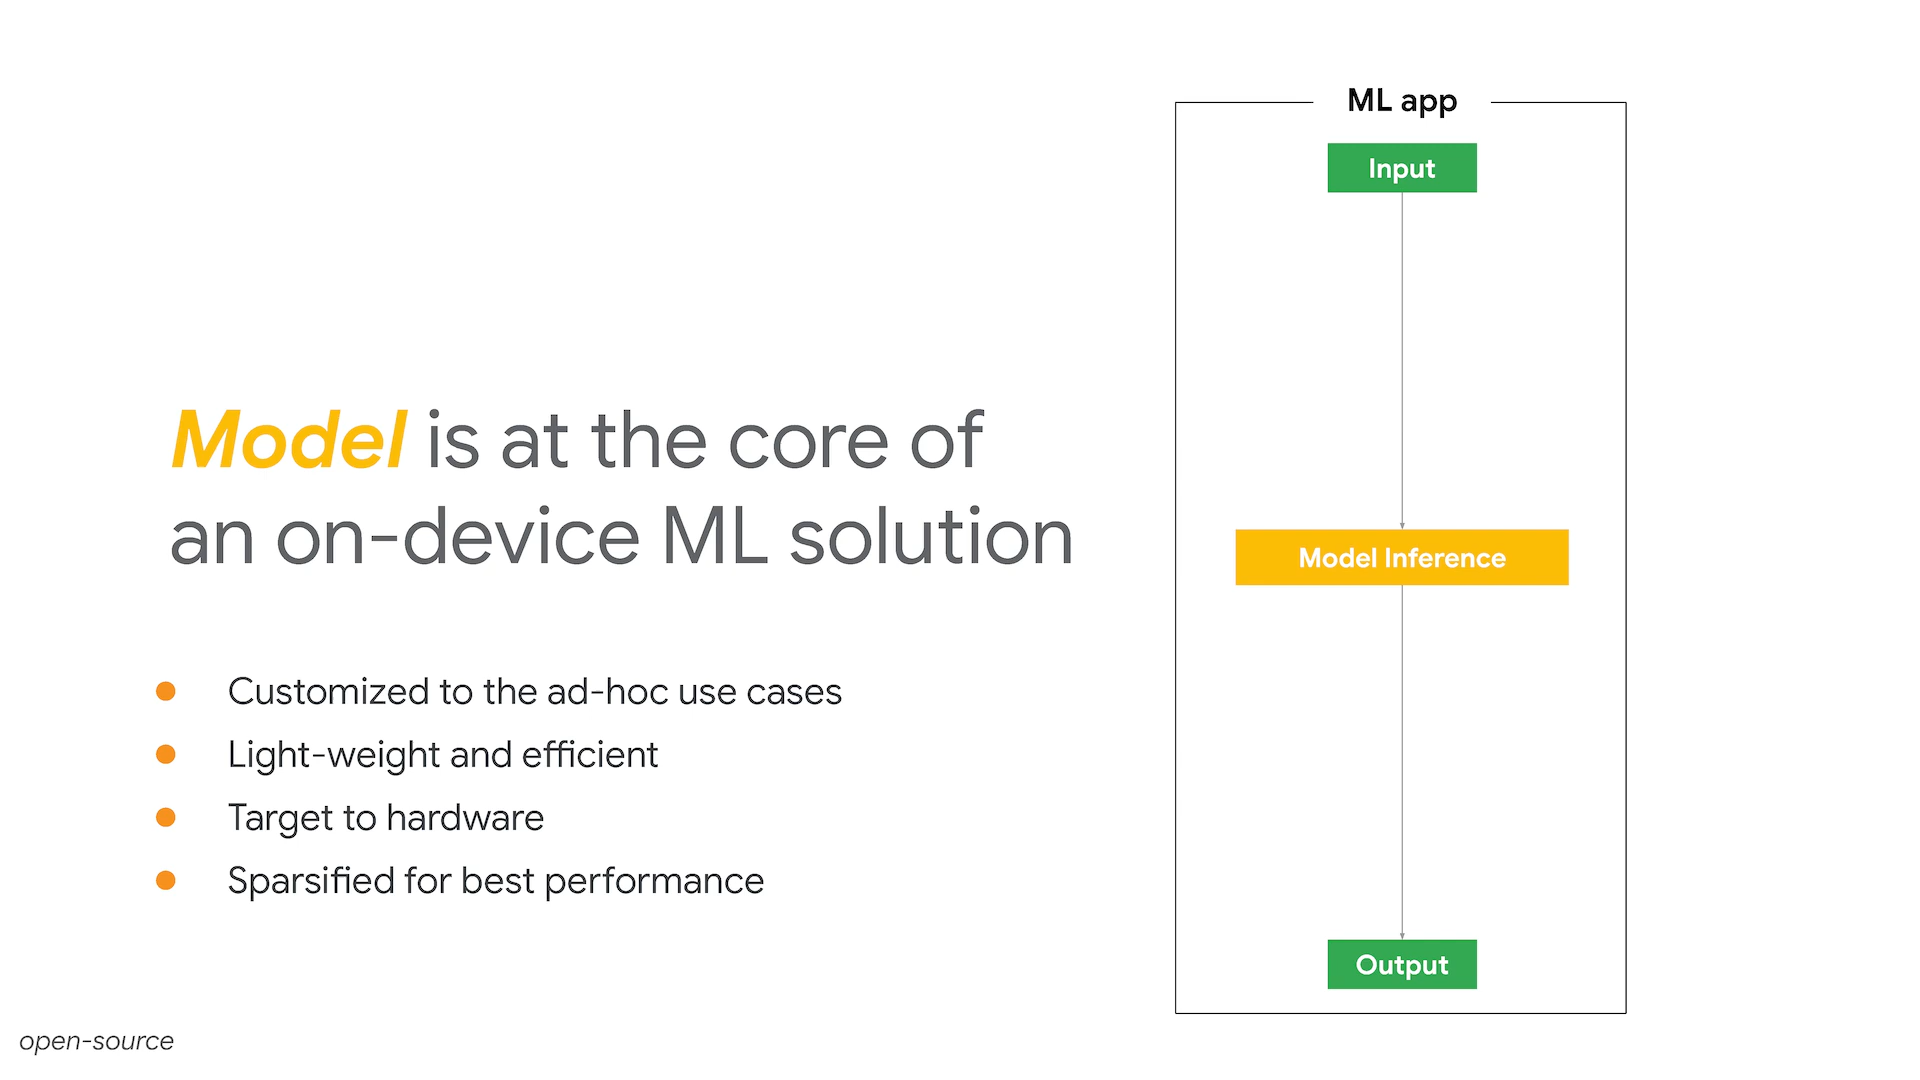 Model is at the core of
an on-device ML solution
Customized to the ad-hoc use cases
Light-weight and efficient
Target to hardware
Sparsified for best performance
open-source
ML app
Input
Model Inference
Output